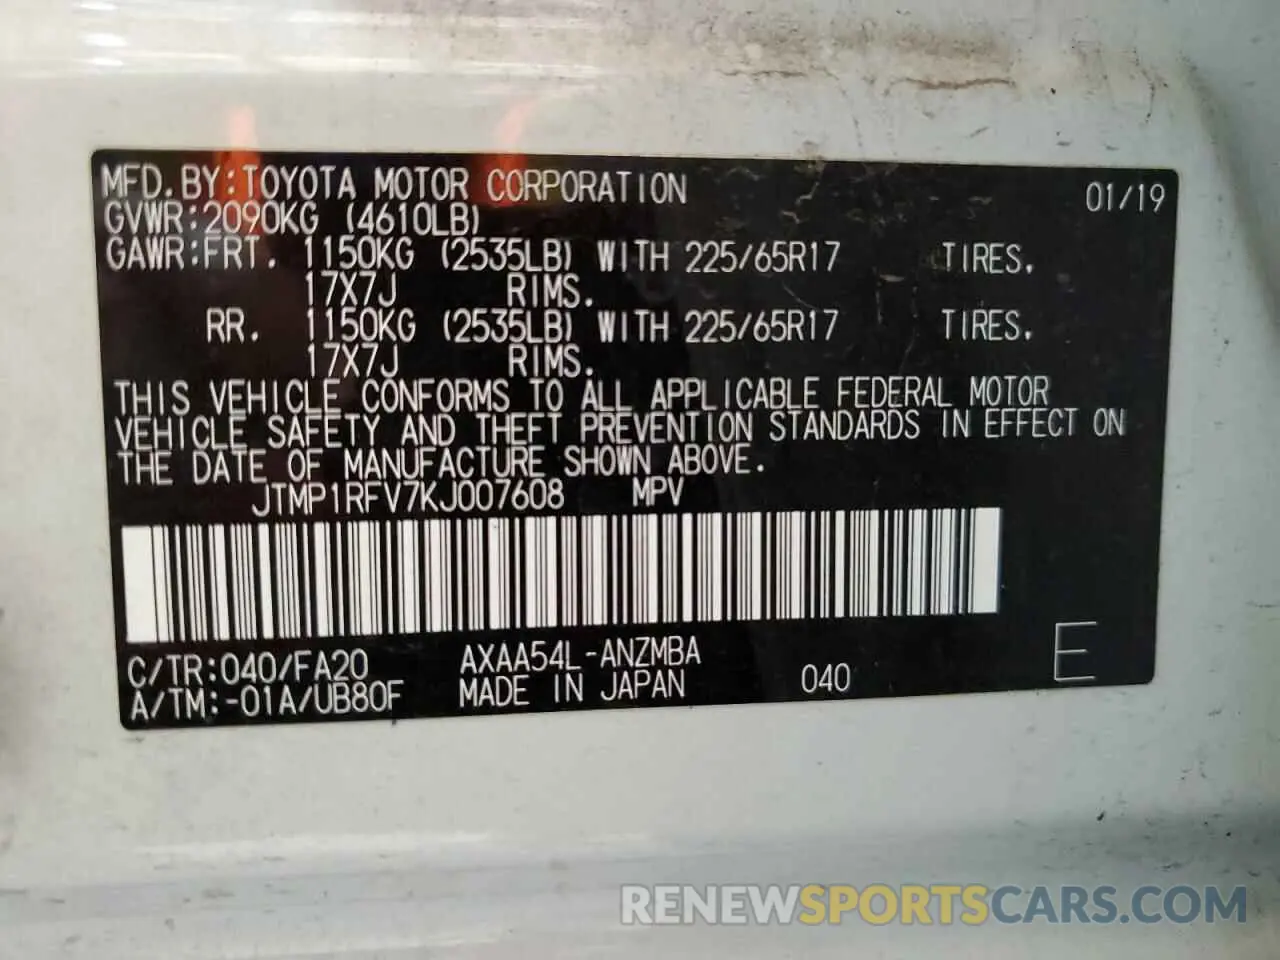 MFD.BY:TOYOTA MOTOR CORPORATION 01/19
GVWR:2090KG (4610LB)
GAWR:FRT. 1150KG (2535LB) WITH 225/65R17 TIRES.
17X7J RIMS.
RR. 1150KG (2535LB) WITH 225/65R17 TIRES.
17X7J RIMS.
THIS VEHICLE CONFORMS TO ALL APPLICABLE FEDERAL MOTOR
VEHICLE SAFETY AND THEFT PREVENTION STANDARDS IN EFFECT ON
THE DATE OF MANUFACTURE SHOWN ABOVE.
JTMP1RFV7KJ007608 MPV
C/TR:040/FA20 AXAA54L-ANZMBA
A/TM:-01A/UB80F MADE IN JAPAN 040 E
RENEWSPORTSCARS.COM